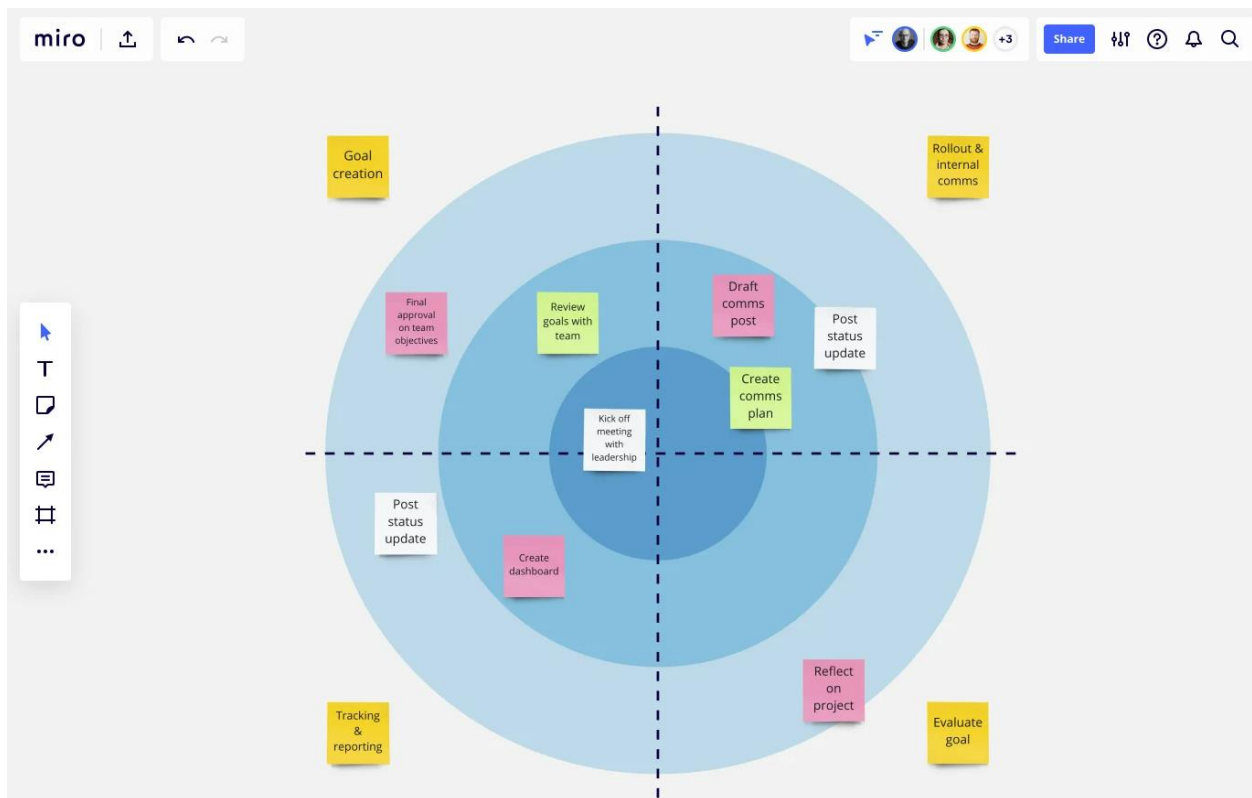 miro
+3
Share
Goal
creation
Rollout &
internal
comms
Final
approval
on team
objectives
Review
goals with
team
Draft
comms
post
Post
status
update
Create
comms
plan
Kick off
meeting
with
leadership
T
Post
status
update
Create
dashboard
Reflect
on
project
Tracking
&
reporting
Evaluate
goal